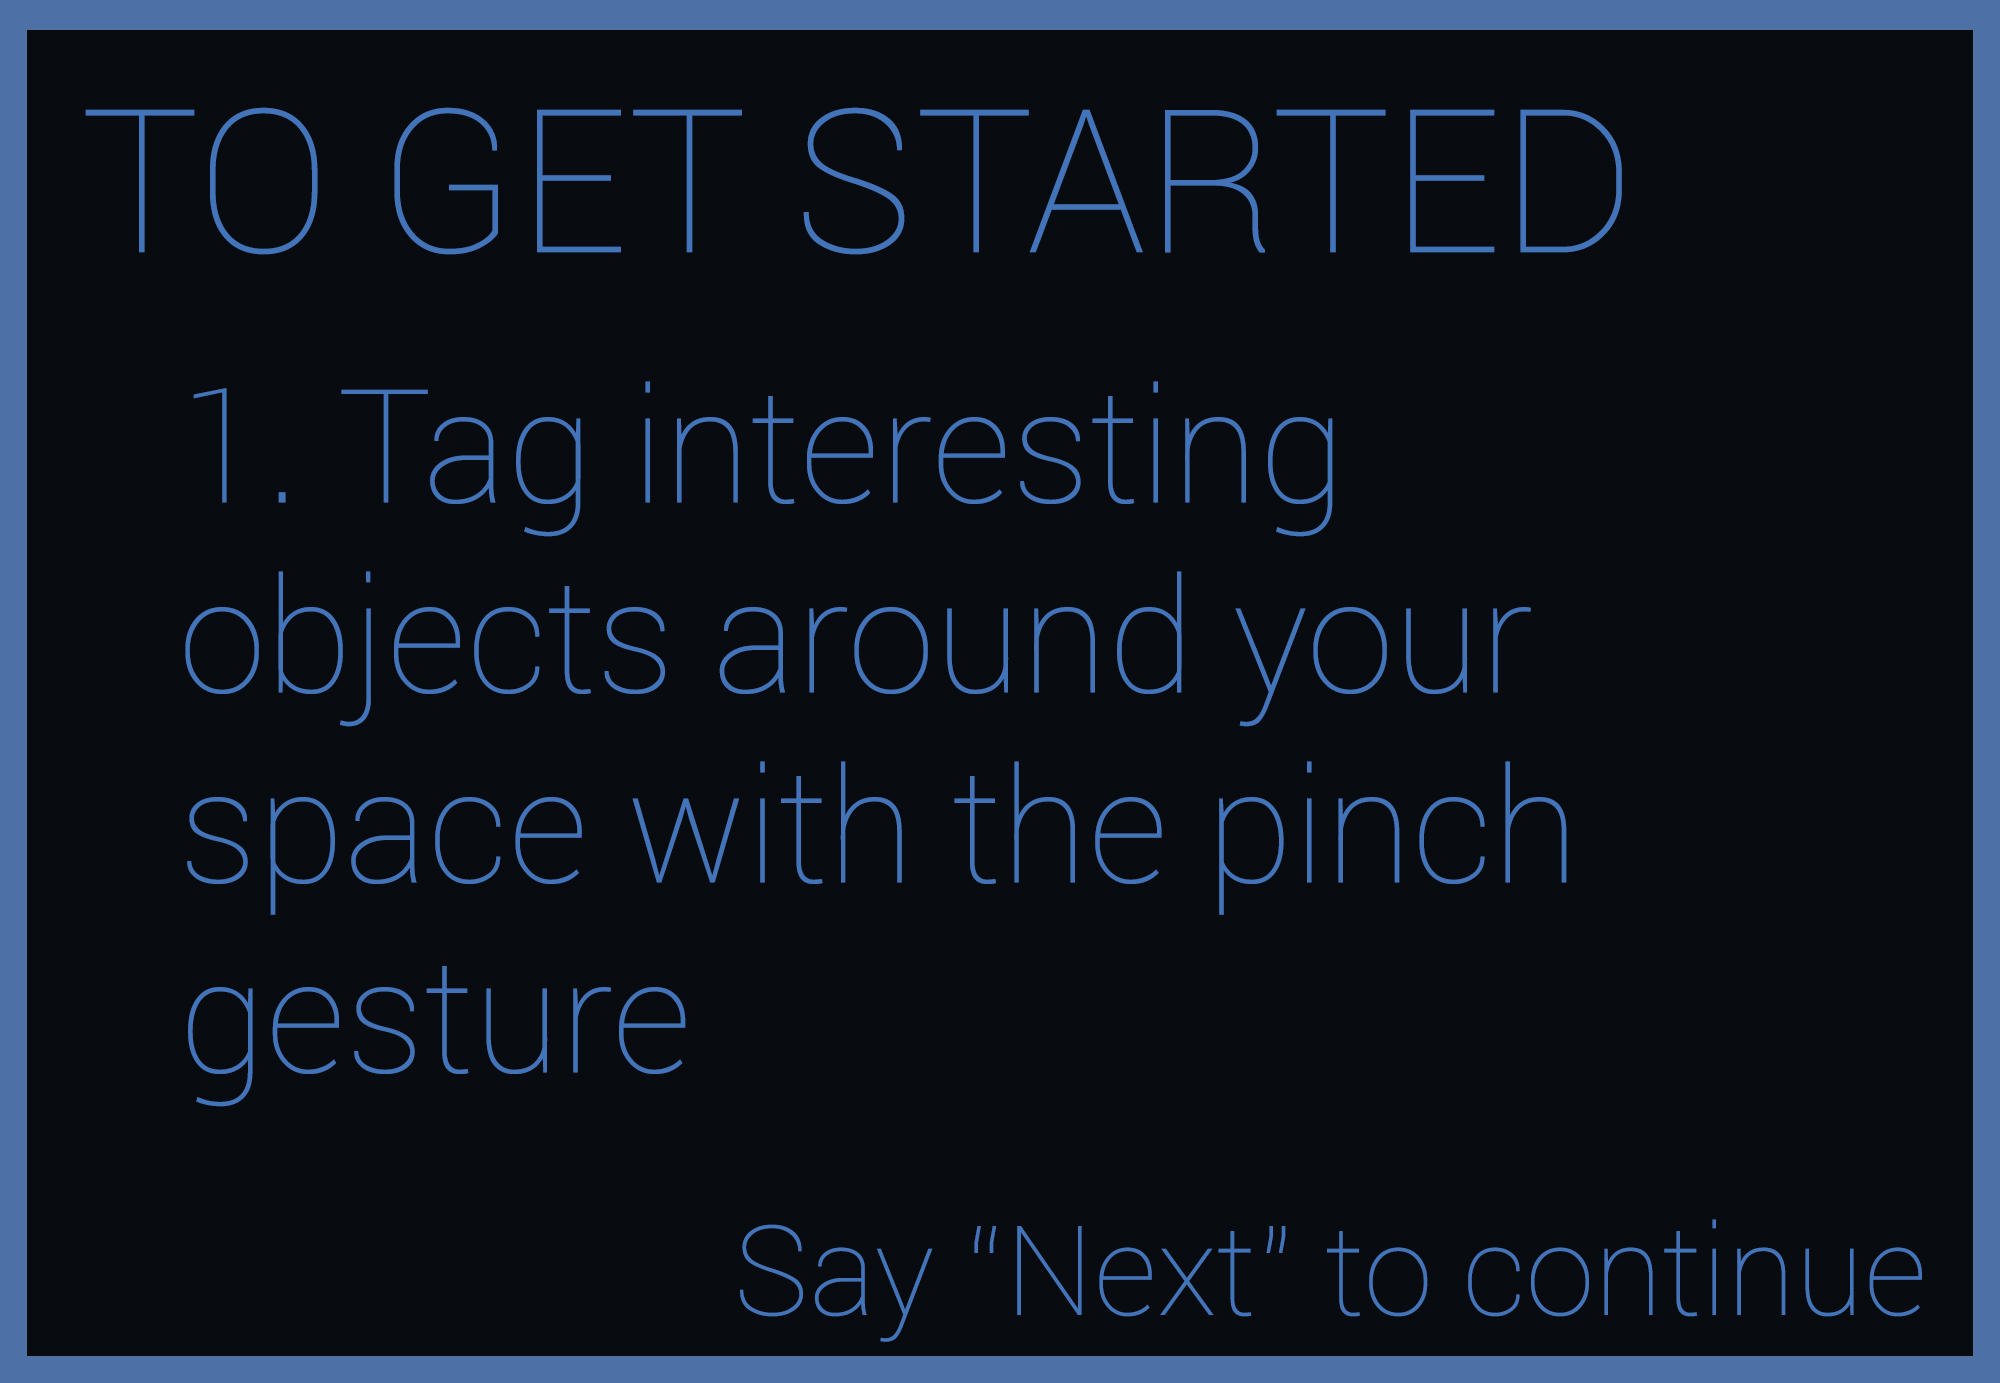 TO GET STARTED
1. Tag interesting
objects around your
space with the pinch
gesture
Say “Next” to continue